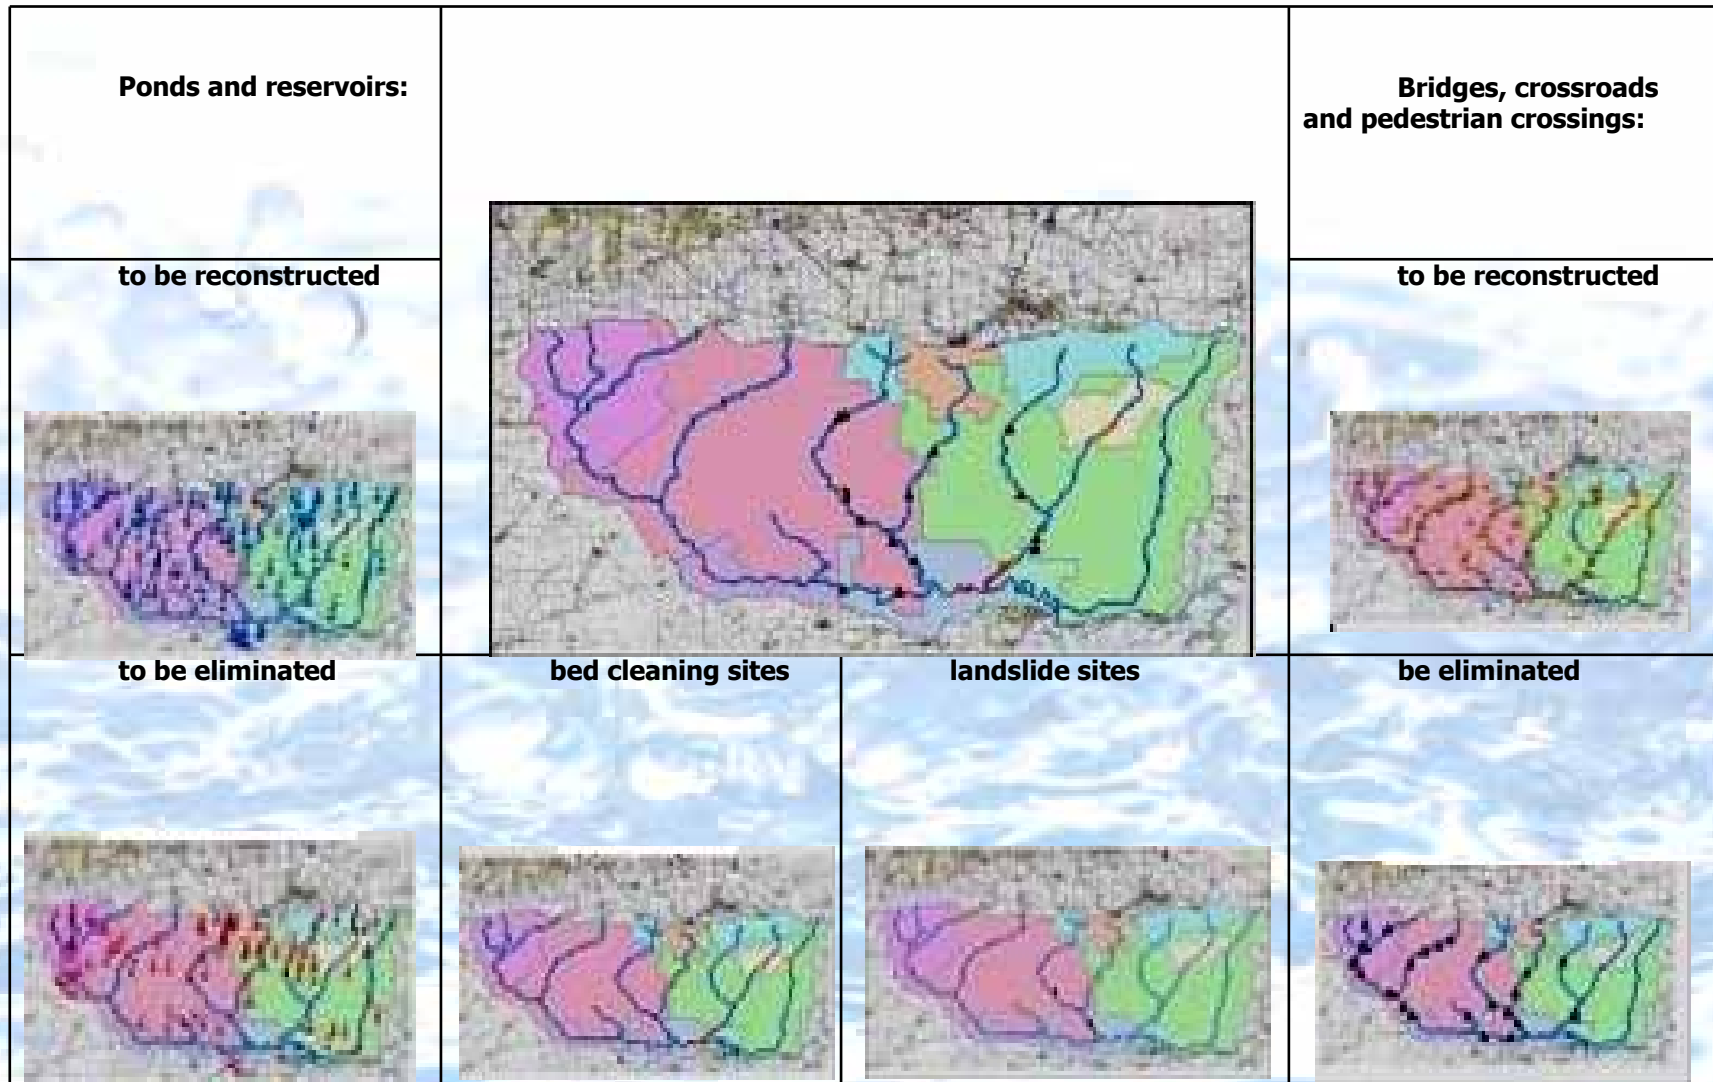 Ponds and reservoirs:
Bridges, crossroads
and pedestrian crossings:
to be reconstructed
to be reconstructed
to be eliminated
bed cleaning sites
landslide sites
be eliminated